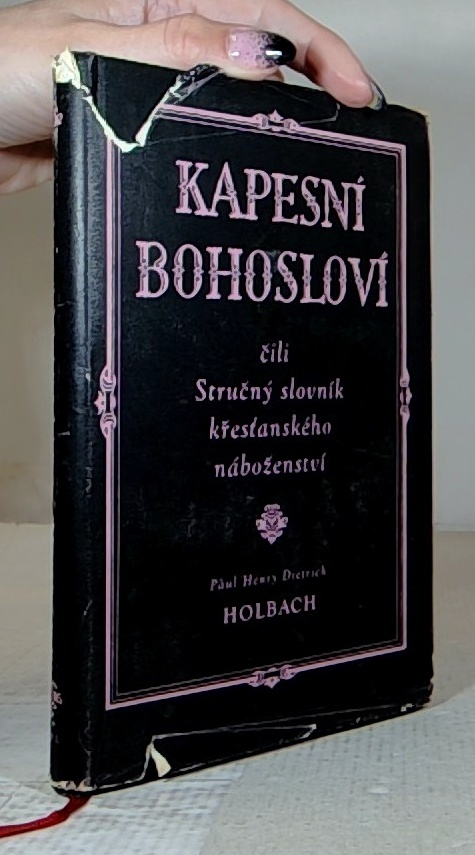 KAPESNÍ
BOHOSLOVÍ
čili
Stručný slovník
křesťanského
náboženství
Paul Henry Dietrich
HOLBACH